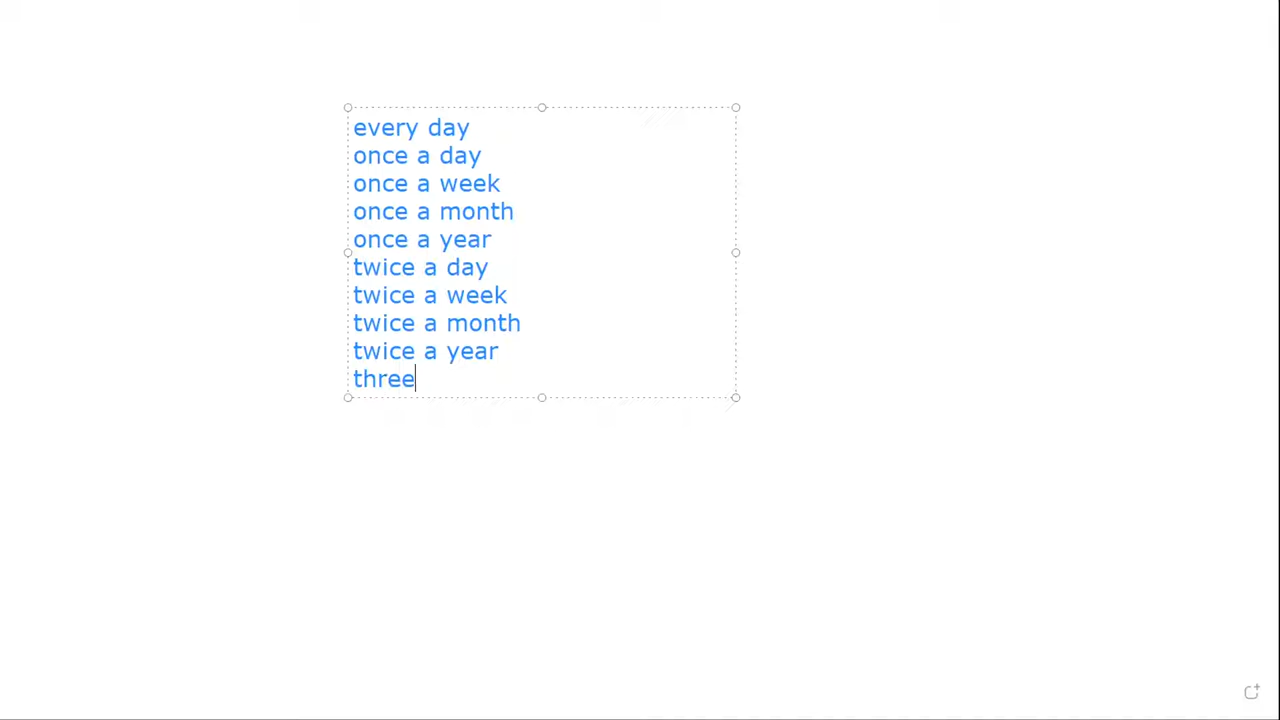 every day
once a day
once a week
once a month
once a year
twice a day
twice a week
twice a month
twice a year
three